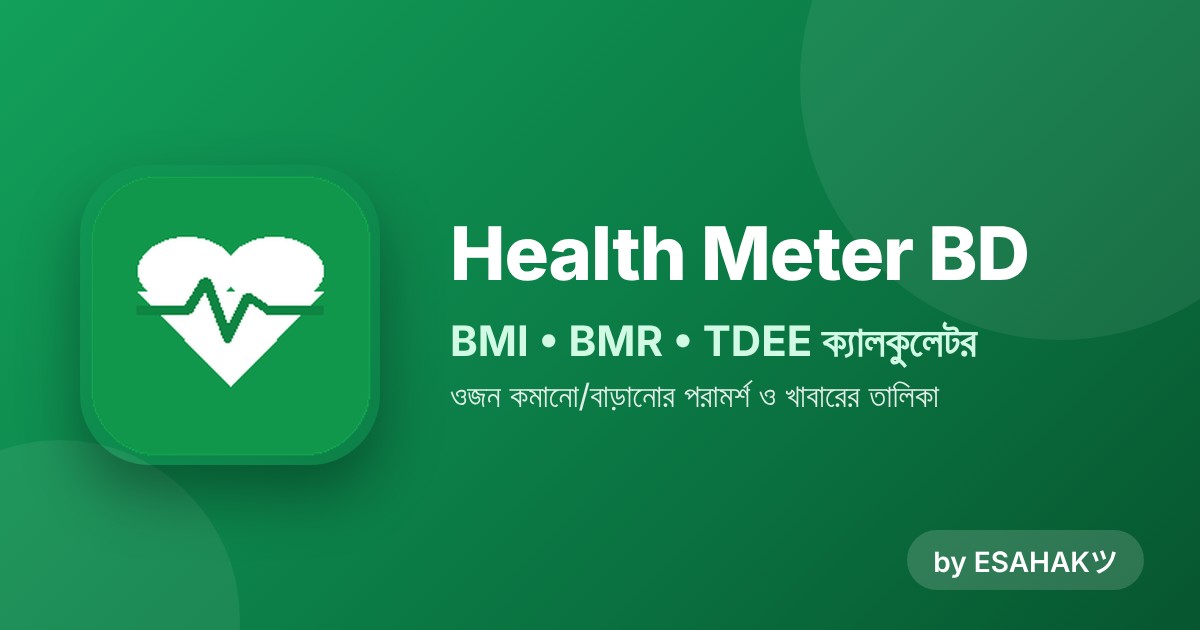 Health Meter BD
BMI • BMR • TDEE ক্যালকুলেটর
ওজন কমানো/বাড়ানোর পরামর্শ ও খাবারের তালিকা
by ESAHAKツ